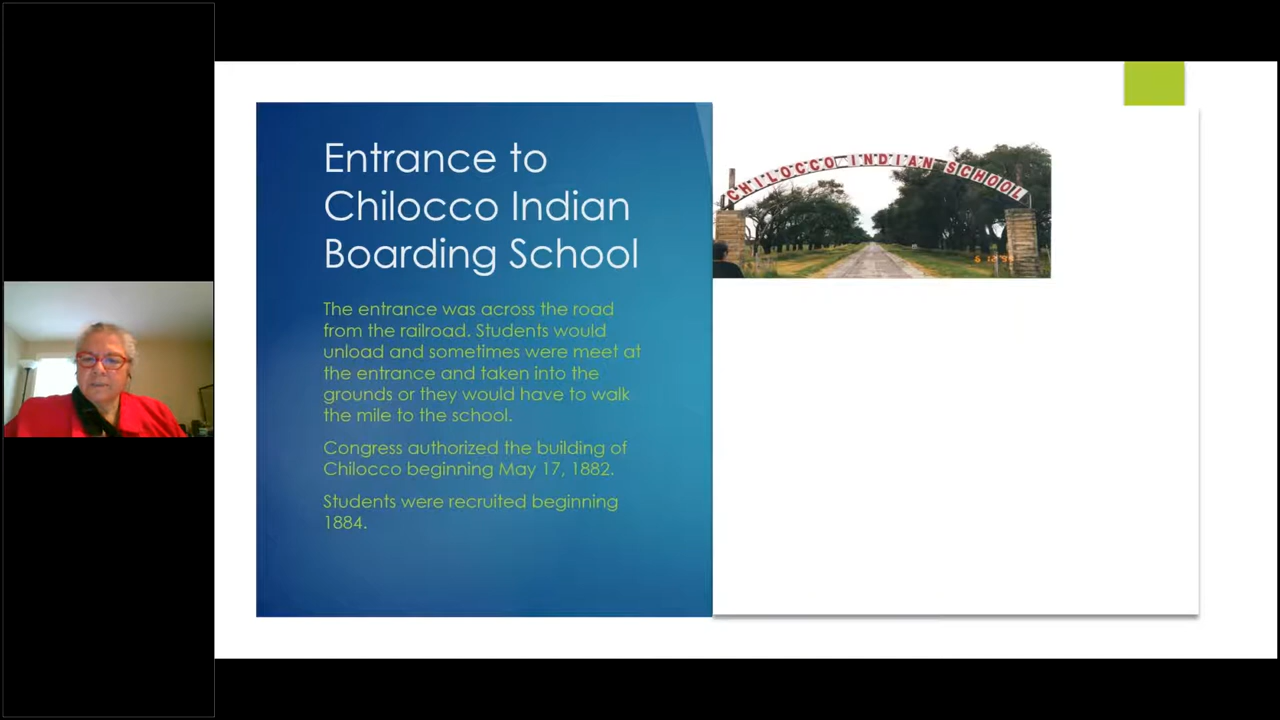 Entrance to
Chilocco Indian
Boarding School
The entrance was across the road
from the railroad. Students would
unload and sometimes were meet at
the entrance and taken into the
grounds or they would have to walk
the mile to the school.
Congress authorized the building of
Chilocco beginning May 17, 1882.
Students were recruited beginning
1884.
CHILOCCO INDIAN SCHOOL